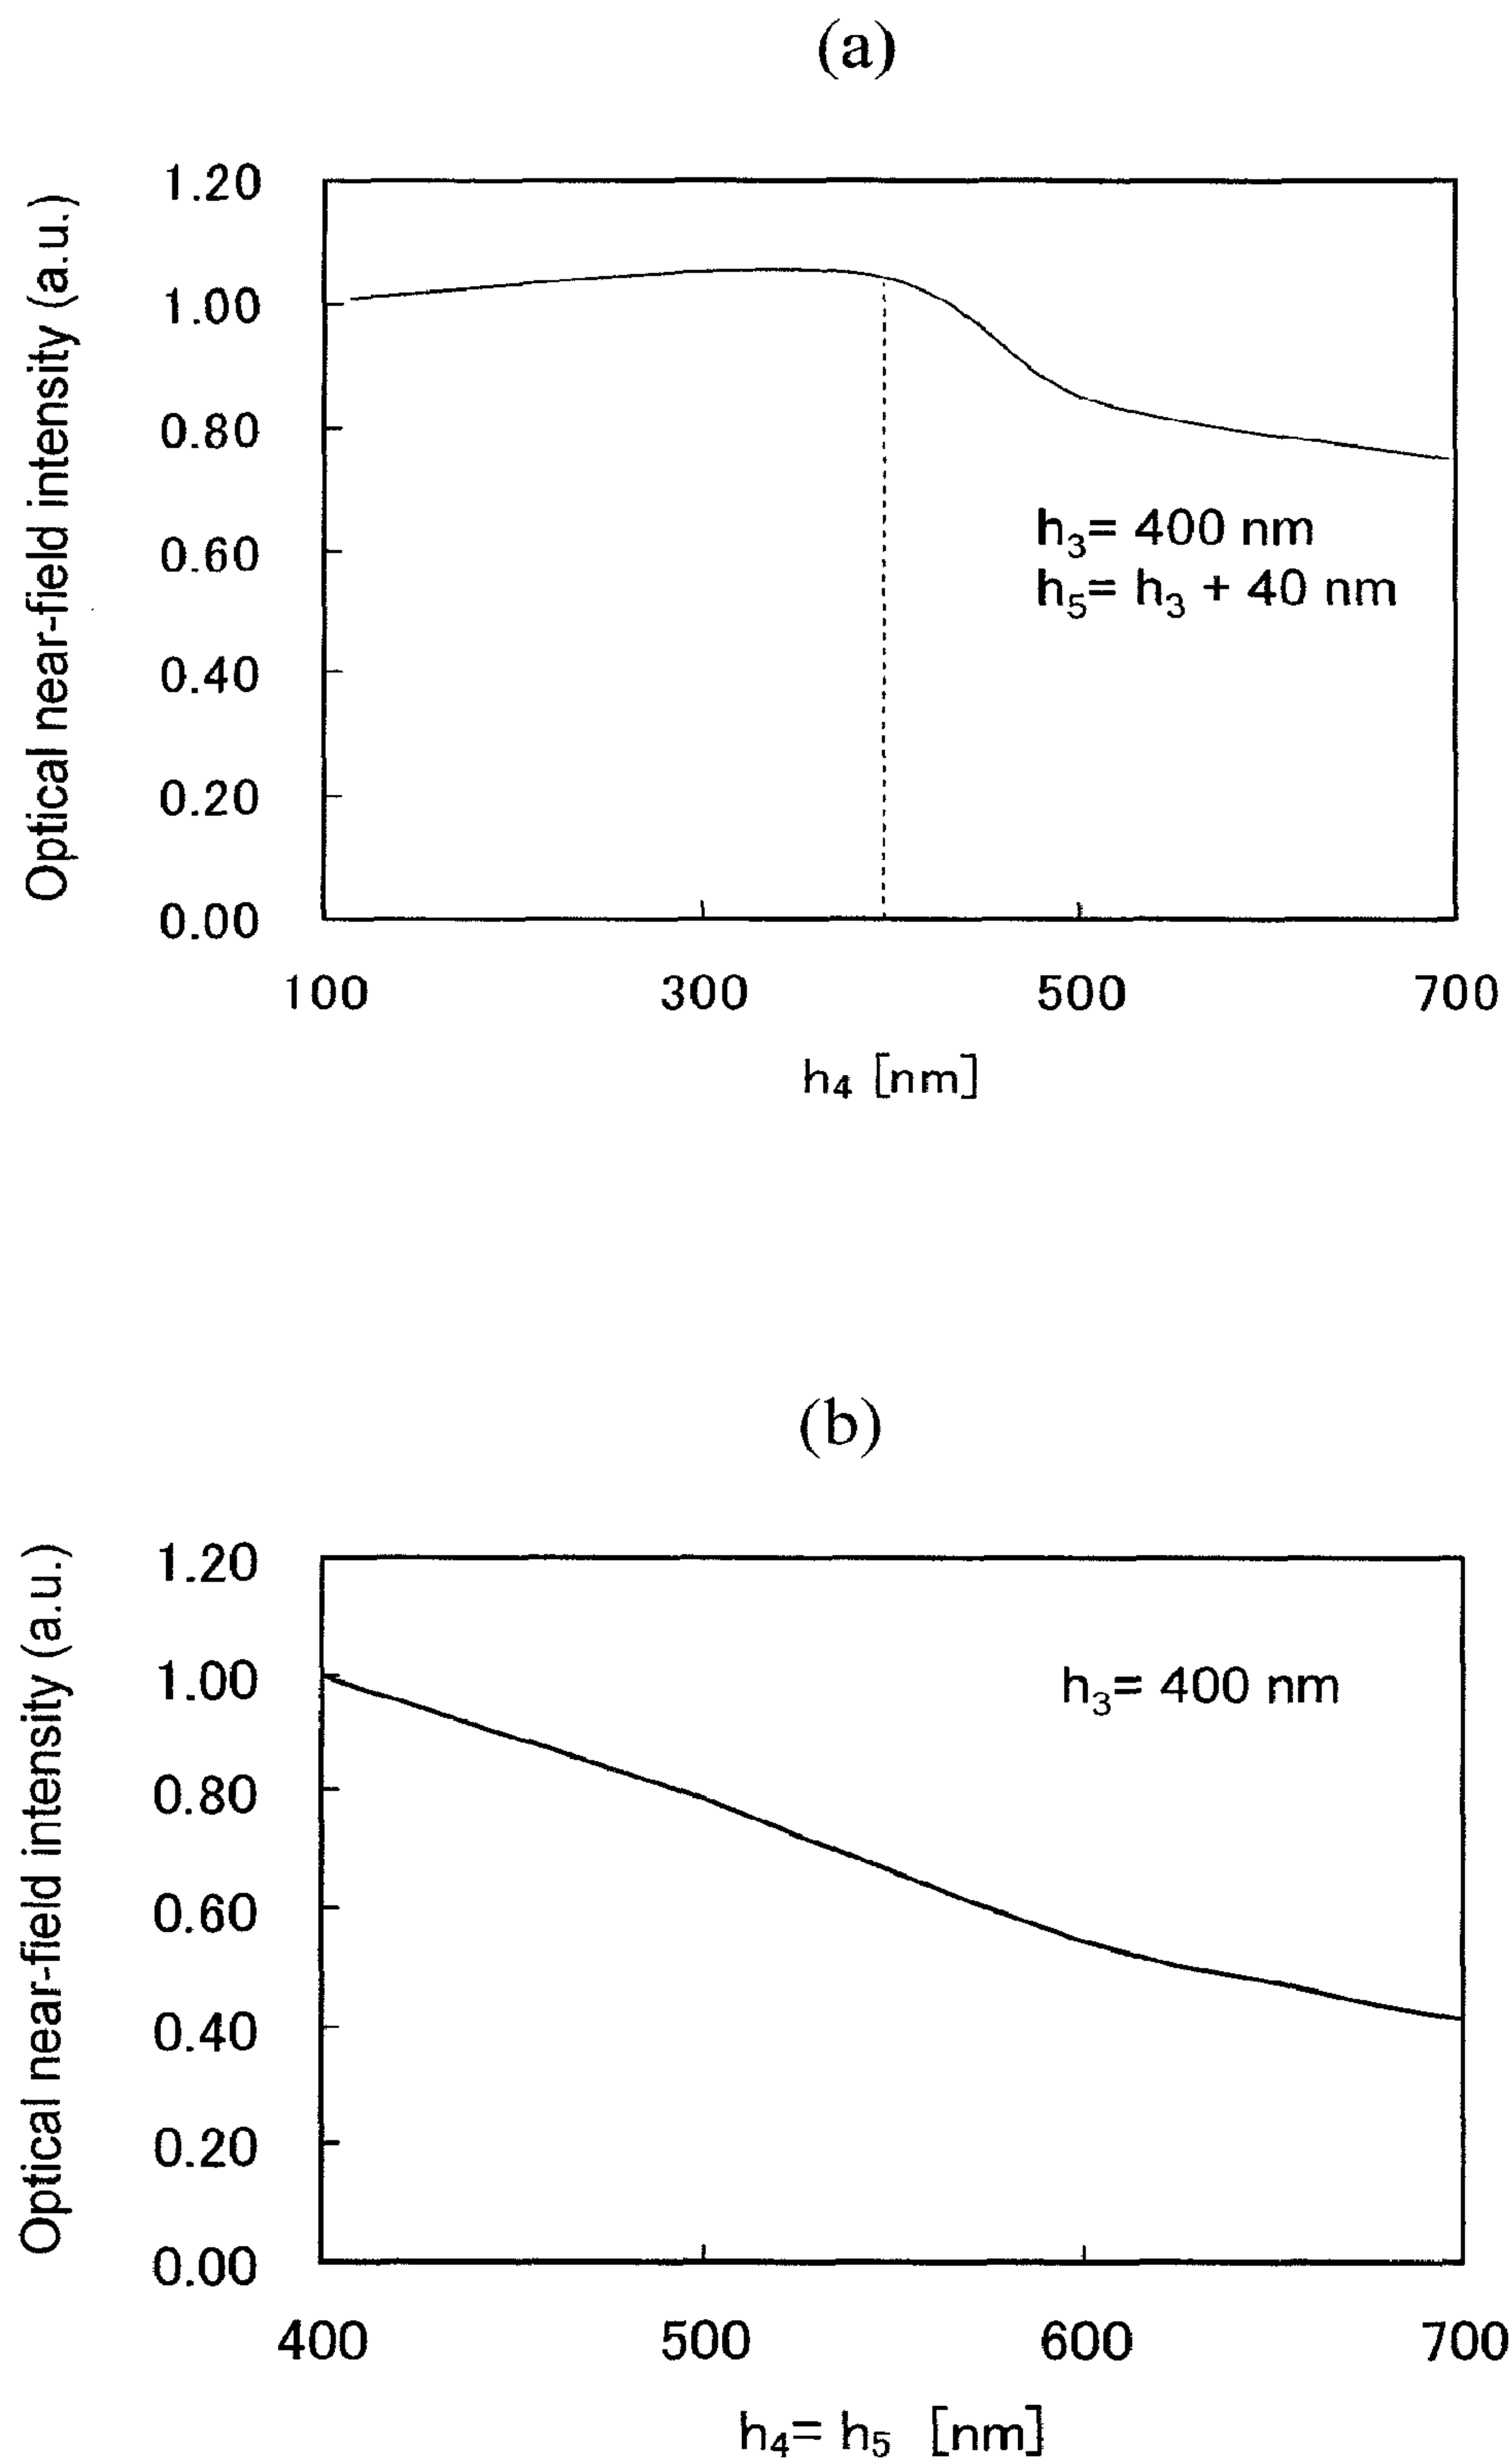 (a)
Optical near-field intensity (a.u.)
1.20
1.00
0.80
0.60
0.40
0.20
0.00
h₃= 400 nm
h₅= h₃ + 40 nm
100 300 500 700
h₄ [nm]
(b)
Optical near-field intensity (a.u.)
1.20
1.00
0.80
0.60
0.40
0.20
0.00
h₃= 400 nm
400 500 600 700
h₄= h₅ [nm]